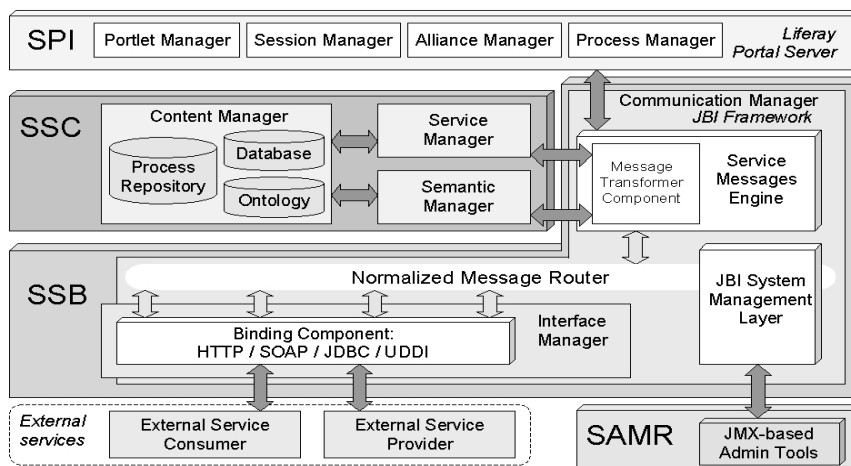 SPI
Portlet Manager
Session Manager
Alliance Manager
Process Manager
Liferay
Portal Server
SSC
Content Manager
Process
Repository
Database
Ontology
Service
Manager
Semantic
Manager
Communication Manager
JBI Framework
Message
Transformer
Component
Service
Messages
Engine
SSB
Normalized Message Router
JBI System
Management
Layer
Binding Component:
HTTP / SOAP / JDBC / UDDI
Interface
Manager
External
services
External Service
Consumer
External Service
Provider
SAMR
JMX-based
Admin Tools